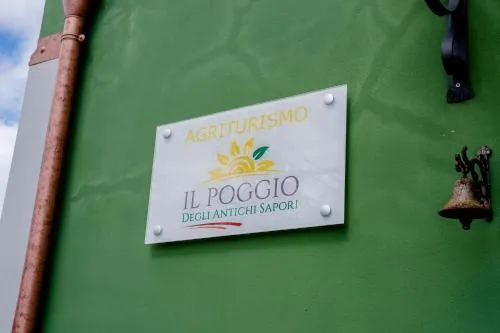 AGRITURISMO
IL POGGIO
DEGLI ANTICHI SAPORI